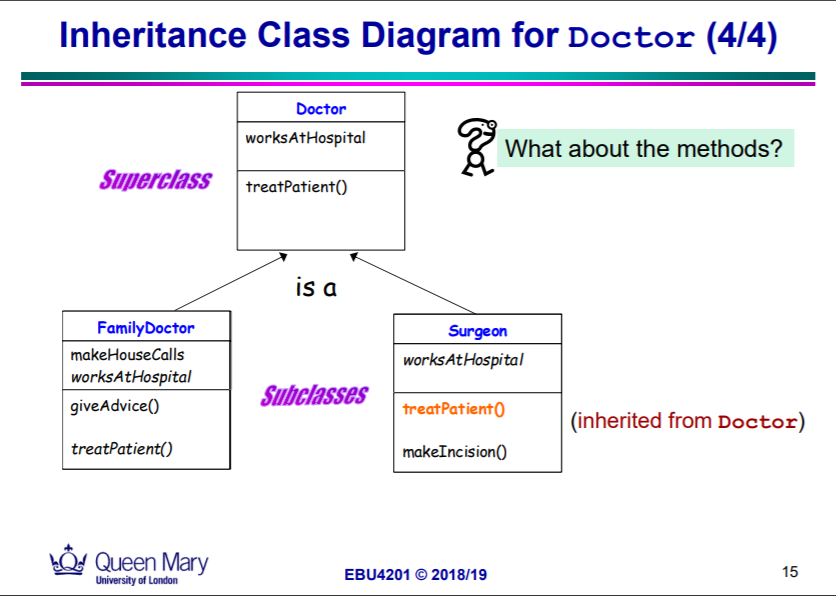 Inheritance Class Diagram for Doctor (4/4)
Doctor
worksAtHospital
treatPatient()
What about the methods?
Superclass
is a
FamilyDoctor
makeHouseCalls
worksAtHospital
giveAdvice()
treatPatient()
Subclasses
Surgeon
worksAtHospital
treatPatient()
makeIncision()
(inherited from Doctor)
Queen Mary
University of London
EBU4201 © 2018/19
15